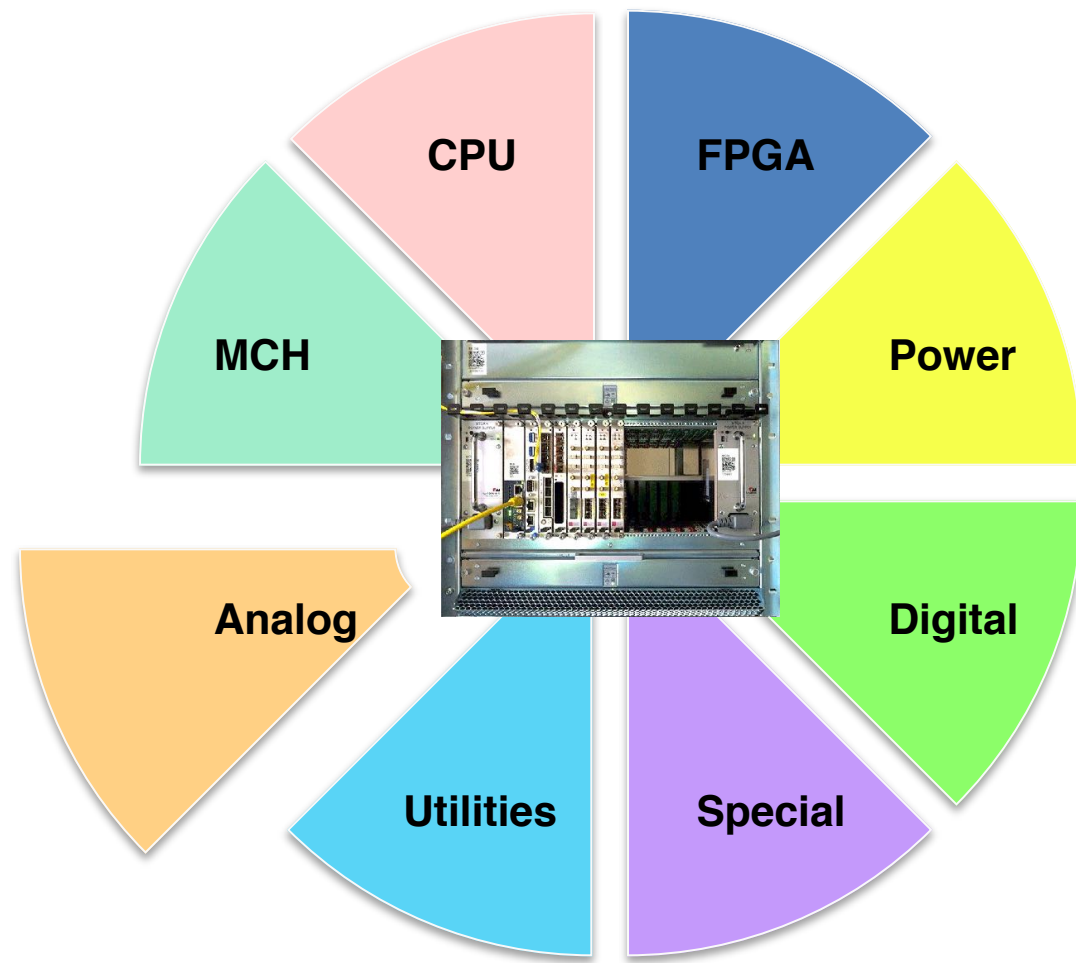 CPU
FPGA
MCH
Power
Analog
Digital
Utilities
Special